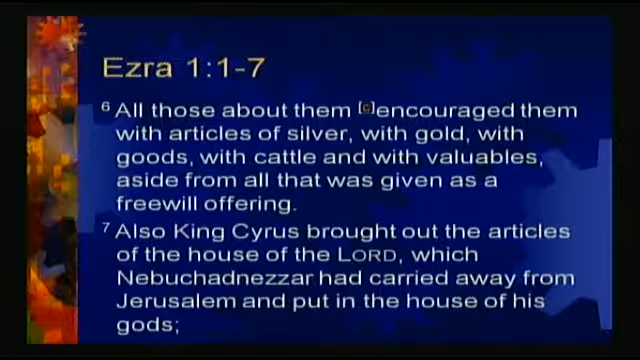 Ezra 1:1-7
6 All those about them [c]encouraged them
with articles of silver, with gold, with
goods, with cattle and with valuables,
aside from all that was given as a
freewill offering.
7 Also King Cyrus brought out the articles
of the house of the LORD, which
Nebuchadnezzar had carried away from
Jerusalem and put in the house of his
gods;